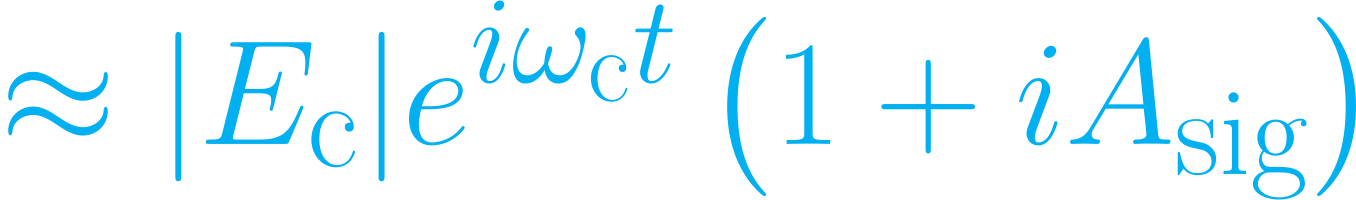 ≈ |E_c|e^{iω_c t} (1 + iA_sig)